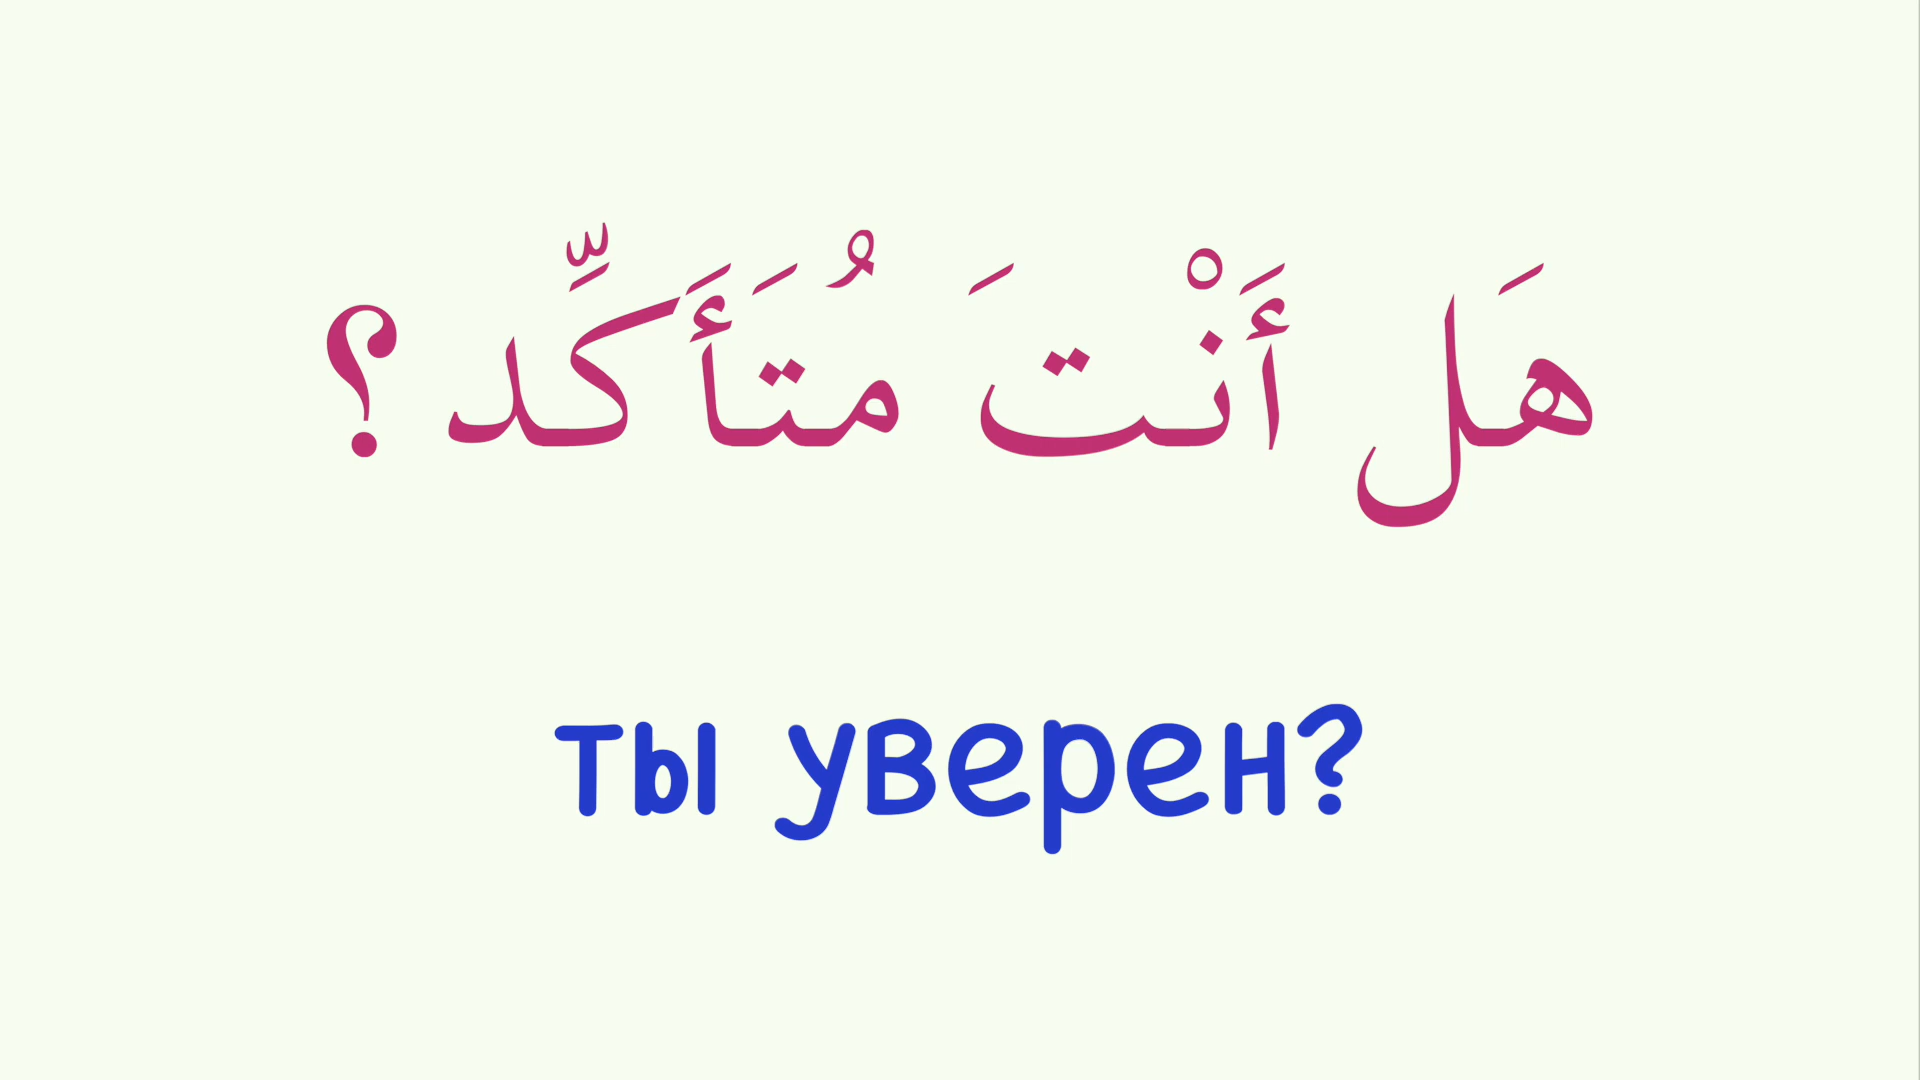 هَل أَنْتَ مُتَأَكِّد؟
ты уверен?